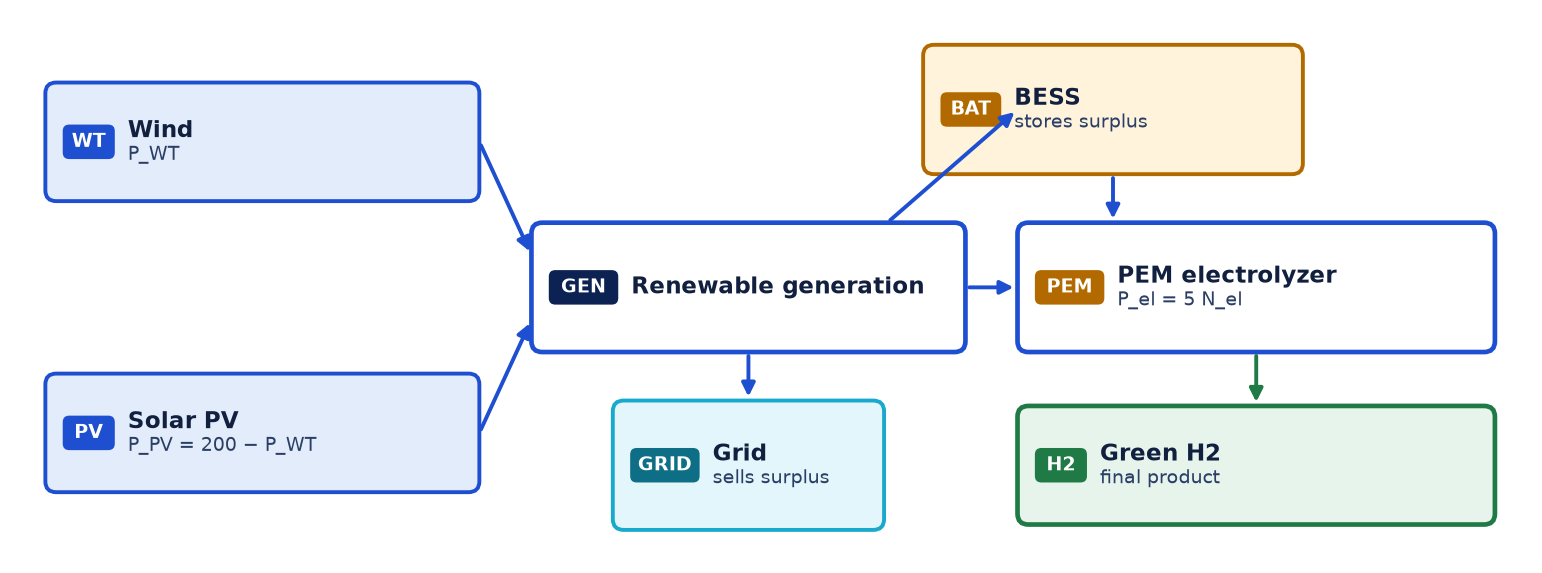 WT
Wind
P_WT
PV
Solar PV
P_PV = 200 − P_WT
GEN
Renewable generation
GRID
Grid
sells surplus
BAT
BESS
stores surplus
PEM
PEM electrolyzer
P_el = 5 N_el
H2
Green H2
final product